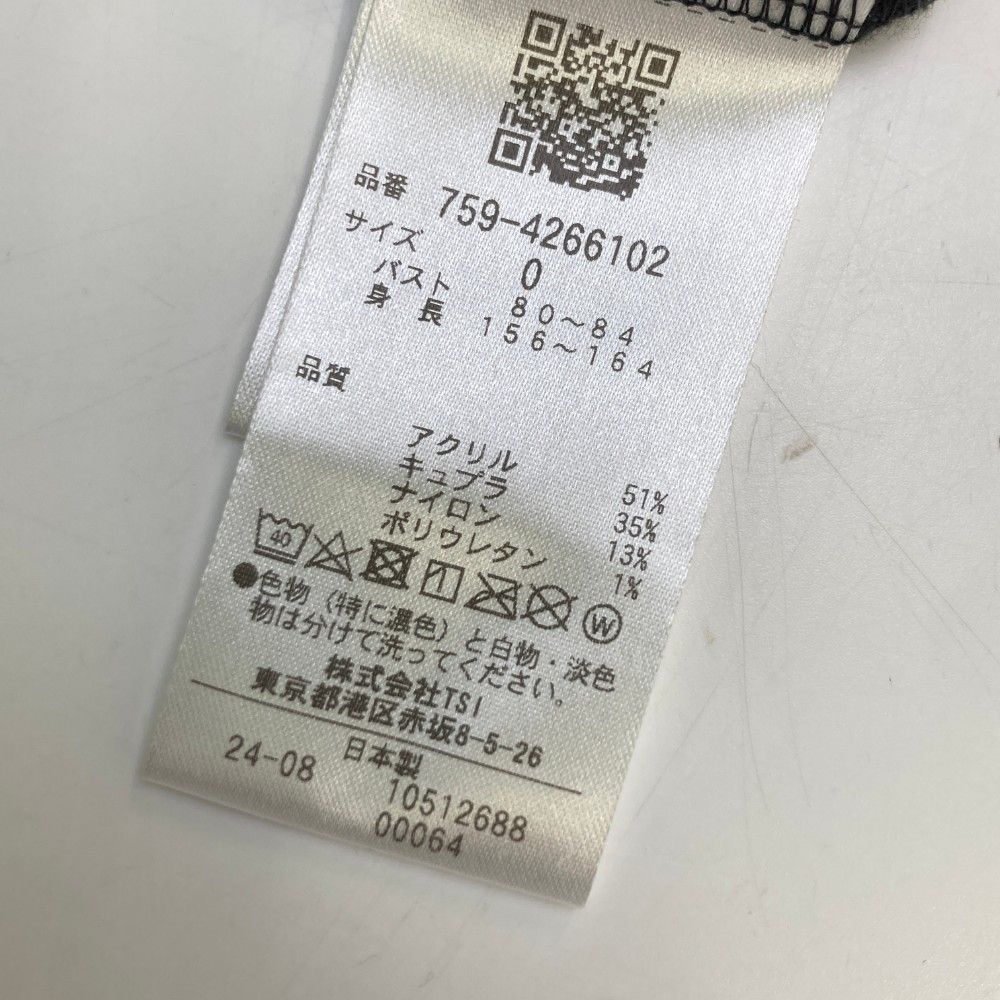 品番 759-4266102
サイズ 0
バスト 80～84
身長 156～164
品質
アクリル 51%
キュプラ 35%
ナイロン 13%
ポリウレタン 1%
40
W
●色物（特に濃色）と白物・淡色
物は分けて洗ってください。
株式会社TSI
東京都港区赤坂8-5-26
日本製
24-08 10512688
00064